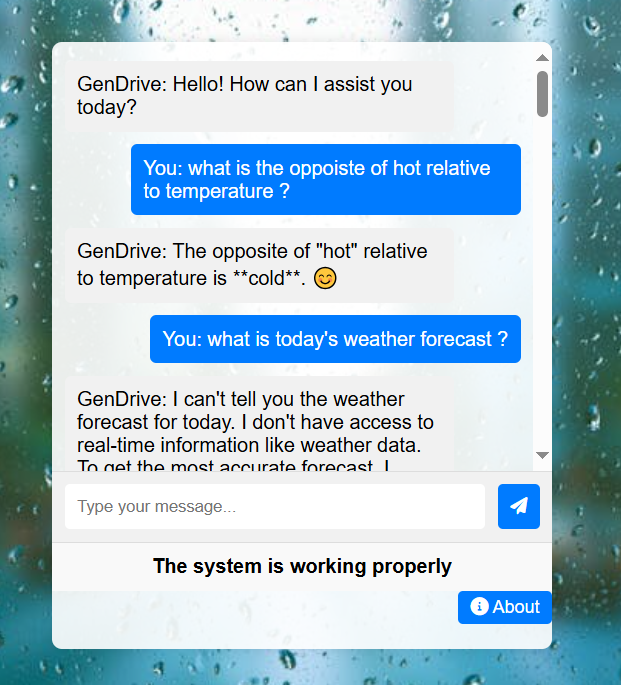 GenDrive: Hello! How can I assist you
today?
You: what is the oppoiste of hot relative
to temperature ?
GenDrive: The opposite of "hot" relative
to temperature is **cold**. 😊
You: what is today's weather forecast ?
GenDrive: I can't tell you the weather
forecast for today. I don't have access to
real-time information like weather data.
To get the most accurate forecast, I
Type your message...
The system is working properly
About